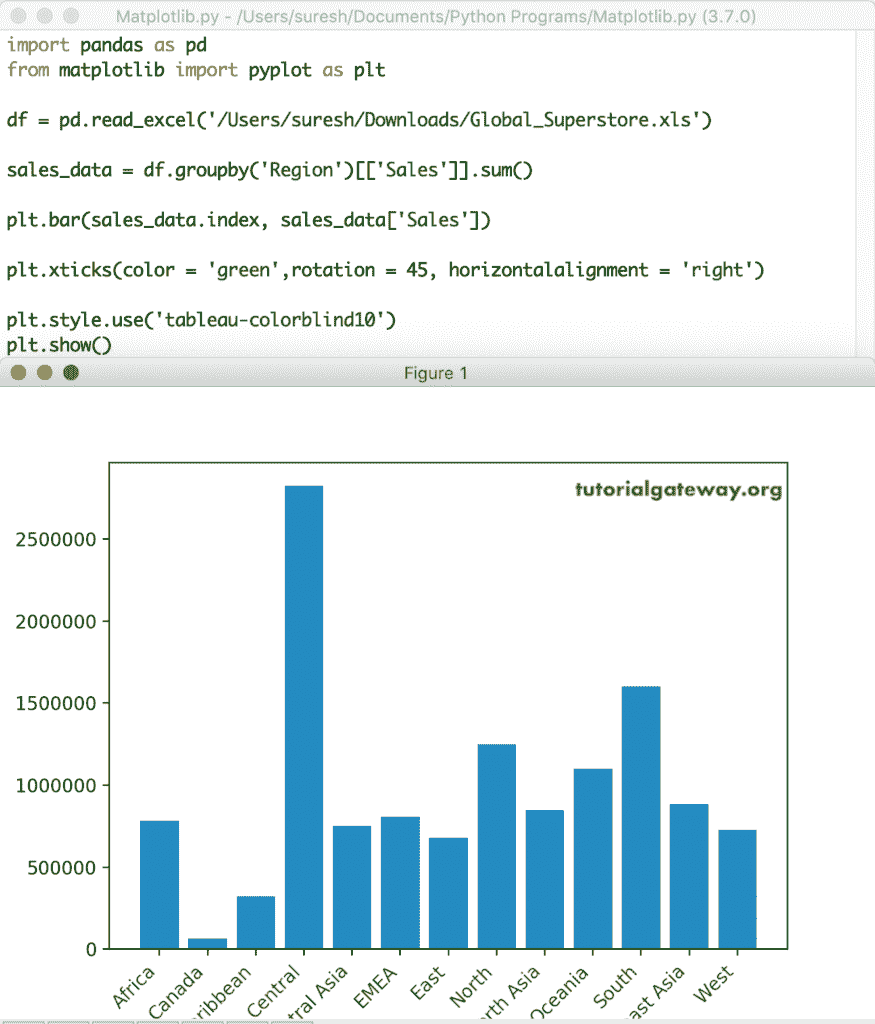 Matplotlib.py - /Users/suresh/Documents/Python Programs/Matplotlib.py (3.7.0)
import pandas as pd
from matplotlib import pyplot as plt
df = pd.read_excel('/Users/suresh/Downloads/Global_Superstore.xls')
sales_data = df.groupby('Region')[['Sales']].sum()
plt.bar(sales_data.index, sales_data['Sales'])
plt.xticks(color = 'green',rotation = 45, horizontalalignment = 'right')
plt.style.use('tableau-colorblind10')
plt.show()
Figure 1
tutorialgateway.org
2500000
2000000
1500000
1000000
500000
0
Africa
Canada
ribbean
Central
tral Asia
EMEA
East
North
rth Asia
Oceania
South
ast Asia
West